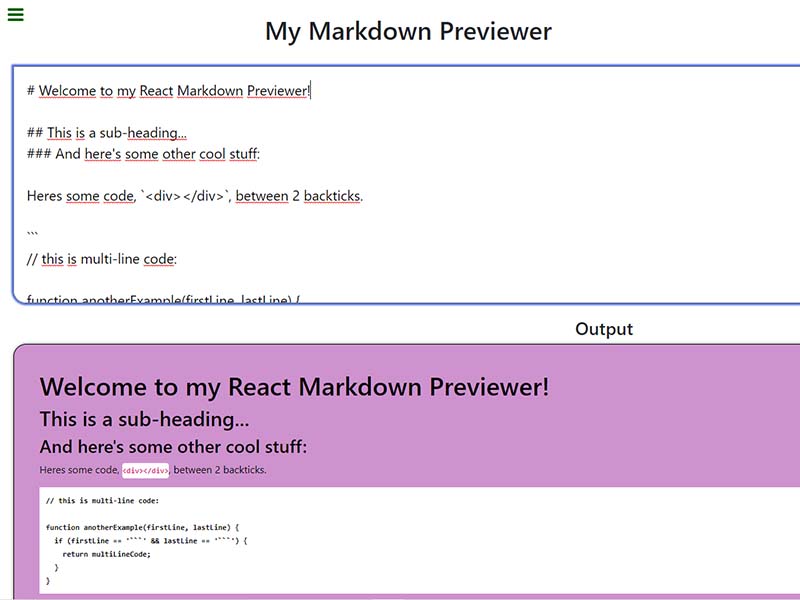 My Markdown Previewer
# Welcome to my React Markdown Previewer!
## This is a sub-heading...
### And here's some other cool stuff:
Heres some code, `<div></div>`, between 2 backticks.
```
// this is multi-line code:
function anotherExample(firstLine, lastLine) {
Output
Welcome to my React Markdown Previewer!
This is a sub-heading...
And here's some other cool stuff:
Heres some code, <div></div>, between 2 backticks.
// this is multi-line code:
function anotherExample(firstLine, lastLine) {
if (firstLine == '```' && lastLine == '```') {
return multiLineCode;
}
}